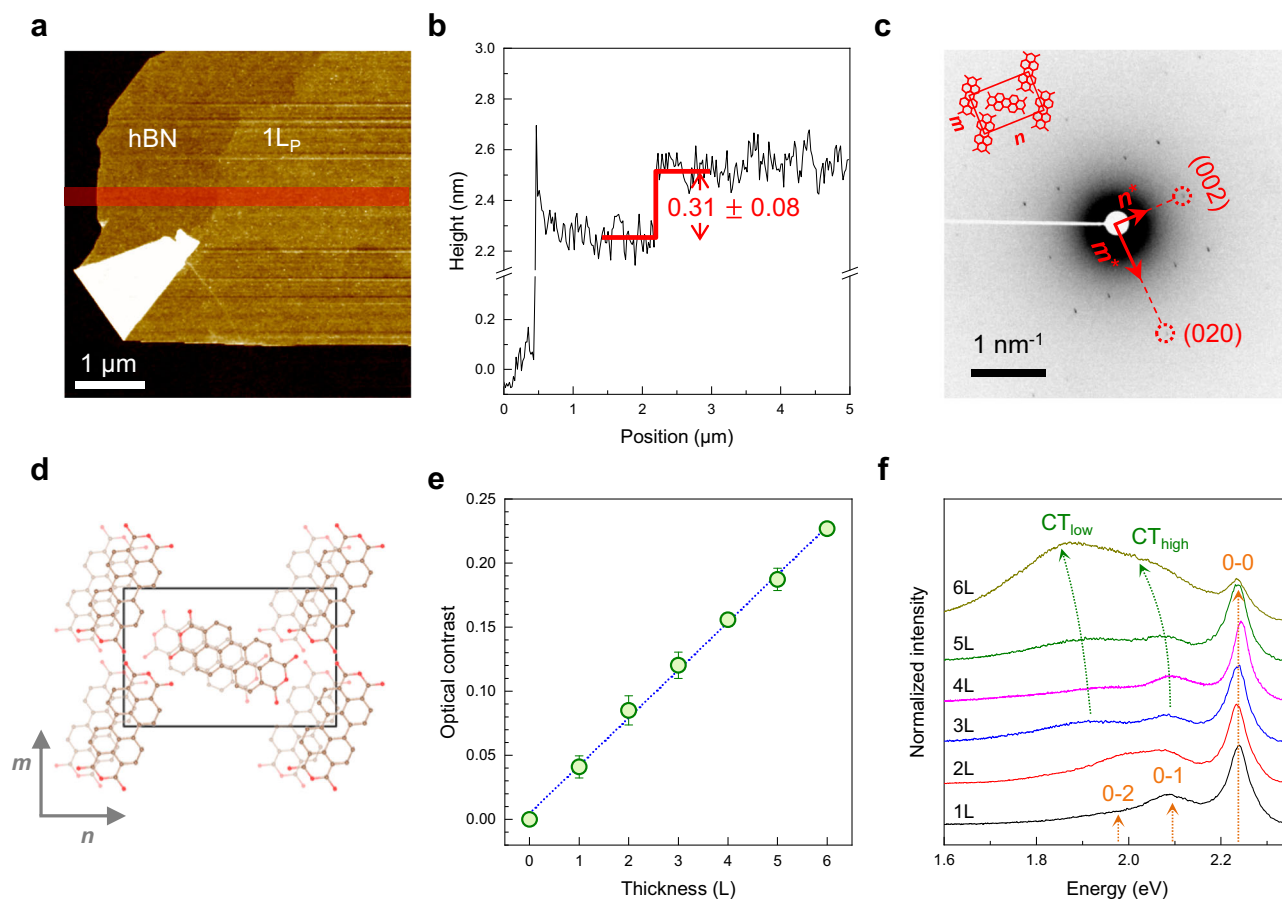 a
hBN
1L_P
1 µm
b
Height (nm)
3.0
2.8
2.6
2.4
2.2
0.2
0.0
0.31 ± 0.08
0 1 2 3 4 5
Position (µm)
c
m
n
n*
m*
(002)
(020)
1 nm⁻¹
d
m
n
e
Optical contrast
0.25
0.20
0.15
0.10
0.05
0.00
0 1 2 3 4 5 6
Thickness (L)
f
Normalized intensity
CT_low
CT_high
0-0
6L
5L
4L
3L
2L
1L
0-2
0-1
1.6 1.8 2.0 2.2
Energy (eV)